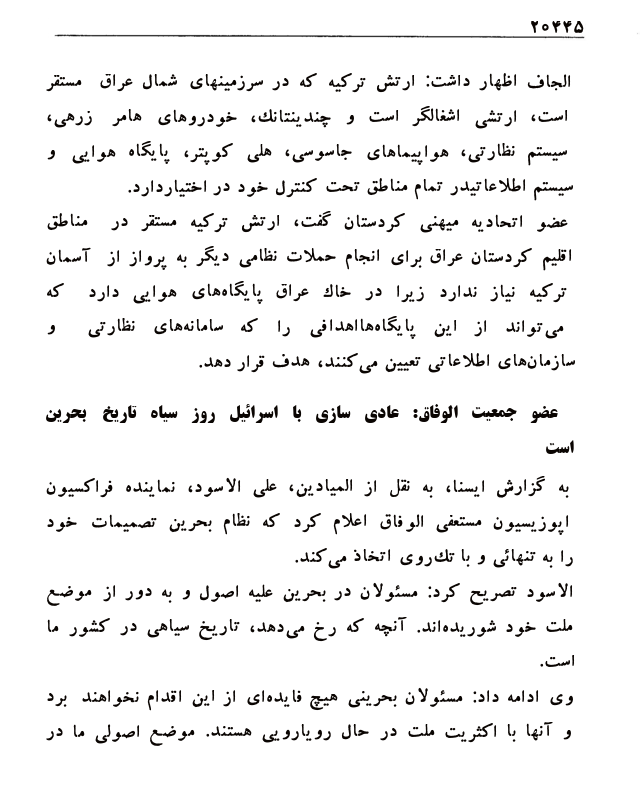 ۲۰۴۴۵
الجاف اظهار داشت: ارتش ترکیه که در سرزمینهای شمال عراق مستقر
است، ارتشی اشغالگر است و چندینتانك، خودروهای هامر زرهی،
سیستم نظارتی، هواپیماهای جاسوسی، هلی کوپتر، پایگاه هوایی و
سیستم اطلاعاتیدر تمام مناطق تحت کنترل خود در اختیاردارد.
عضو اتحادیه میهنی کردستان گفت، ارتش ترکیه مستقر در مناطق
اقلیم کردستان عراق برای انجام حملات نظامی دیگر به پرواز از آسمان
ترکیه نیاز ندارد زیرا در خاك عراق پایگاه‌های هوایی دارد که
می‌تواند از این پایگاه‌هااهدافی را که سامانه‌های نظارتی و
سازمان‌های اطلاعاتی تعیین می‌کنند، هدف قرار دهد.
عضو جمعیت الوفاق: عادی سازی با اسرائیل روز سیاه تاریخ بحرین
است
به گزارش ایسنا، به نقل از المیادین، علی الاسود، نماینده فراکسیون
اپوزیسیون مستعفی الوفاق اعلام کرد که نظام بحرین تصمیمات خود
را به تنهائی و با تك‌روی اتخاذ می‌کند.
الاسود تصریح کرد: مسئولان در بحرین علیه اصول و به دور از موضع
ملت خود شوریده‌اند. آنچه که رخ می‌دهد، تاریخ سیاهی در کشور ما
است.
وی ادامه داد: مسئولان بحرینی هیچ فایده‌ای از این اقدام نخواهند برد
و آنها با اکثریت ملت در حال رویارویی هستند. موضع اصولی ما در